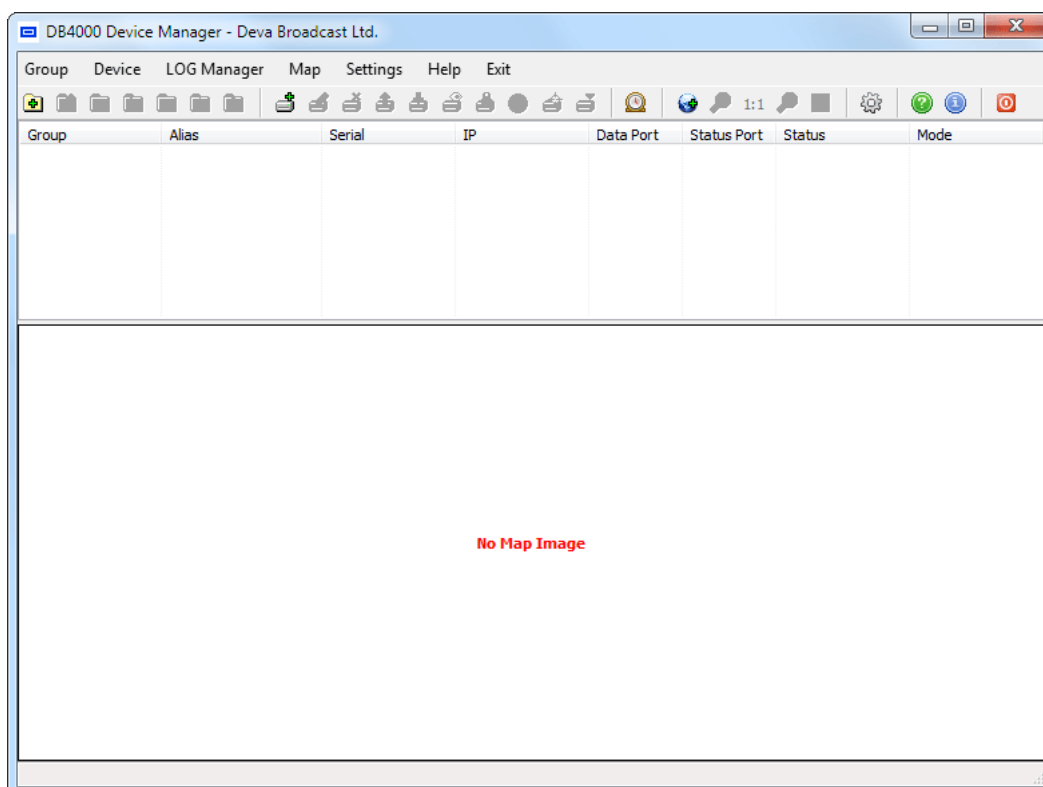 DB4000 Device Manager - Deva Broadcast Ltd.
Group Device LOG Manager Map Settings Help Exit
1:1
Group Alias Serial IP Data Port Status Port Status Mode
No Map Image